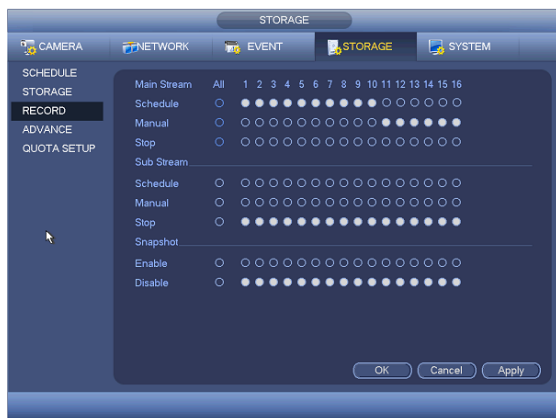 STORAGE
CAMERA NETWORK EVENT STORAGE SYSTEM
SCHEDULE
STORAGE
RECORD
ADVANCE
QUOTA SETUP
Main Stream All 1 2 3 4 5 6 7 8 9 10 11 12 13 14 15 16
Schedule
Manual
Stop
Sub Stream
Schedule
Manual
Stop
Snapshot
Enable
Disable
OK Cancel Apply